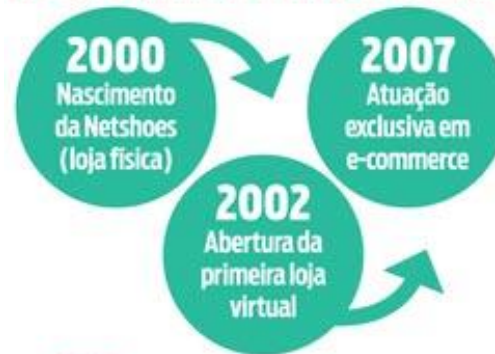 2000
Nascimento
da Netshoes
(loja física)
2002
Abertura da
primeira loja
virtual
2007
Atuação
exclusiva em
e-commerce